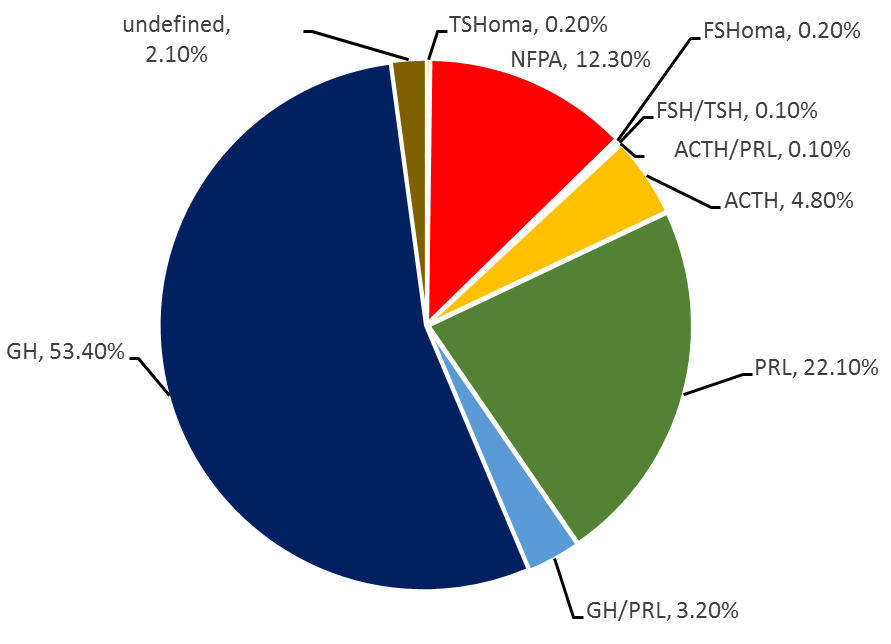 undefined,
2.10%
TSHoma, 0.20%
FSHoma, 0.20%
NFPA, 12.30%
FSH/TSH, 0.10%
ACTH/PRL, 0.10%
ACTH, 4.80%
GH, 53.40%
PRL, 22.10%
GH/PRL, 3.20%